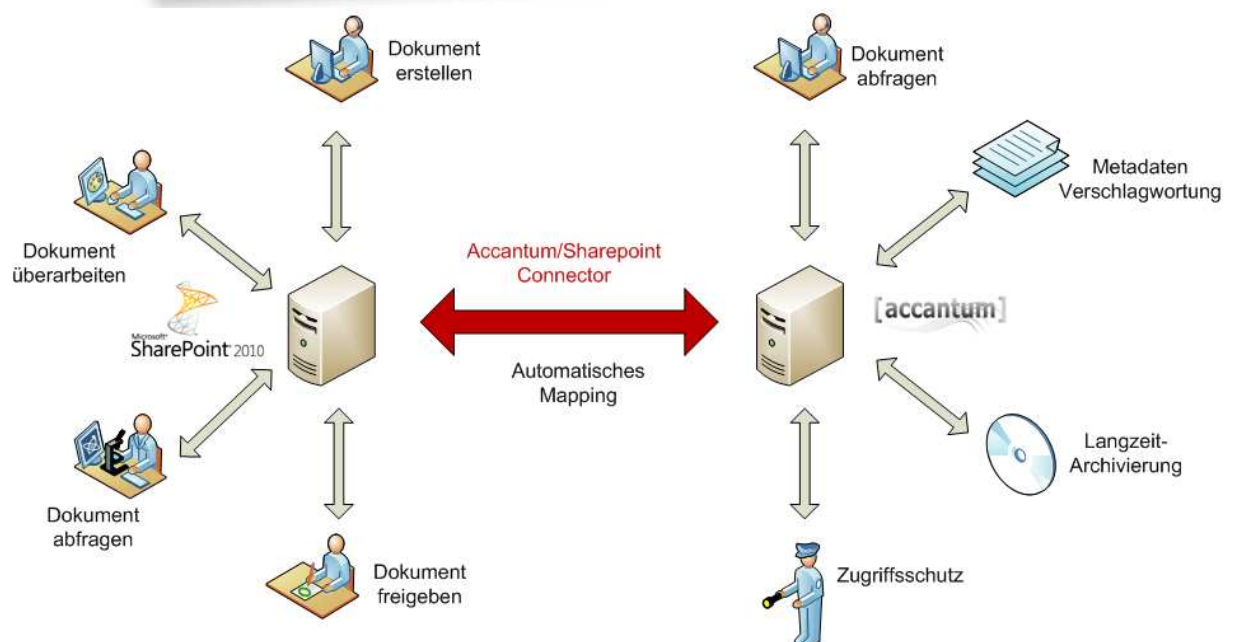 Dokument
erstellen
Dokument
abfragen
Metadaten
Verschlagwortung
Dokument
überarbeiten
Accantum/Sharepoint
Connector
Microsoft
SharePoint 2010
[accantum]
Automatisches
Mapping
Dokument
abfragen
Langzeit-
Archivierung
Dokument
freigeben
Zugriffsschutz